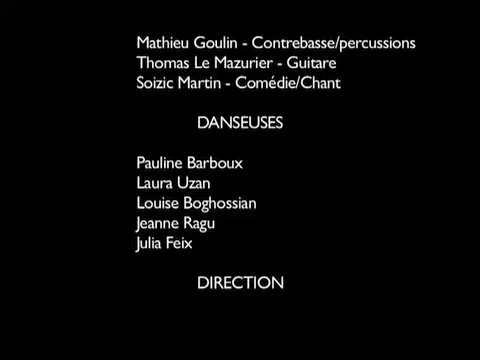 Mathieu Goulin - Contrebasse/percussions
Thomas Le Mazurier - Guitare
Soizic Martin - Comédie/Chant
DANSEUSES
Pauline Barboux
Laura Uzan
Louise Boghossian
Jeanne Ragu
Julia Feix
DIRECTION